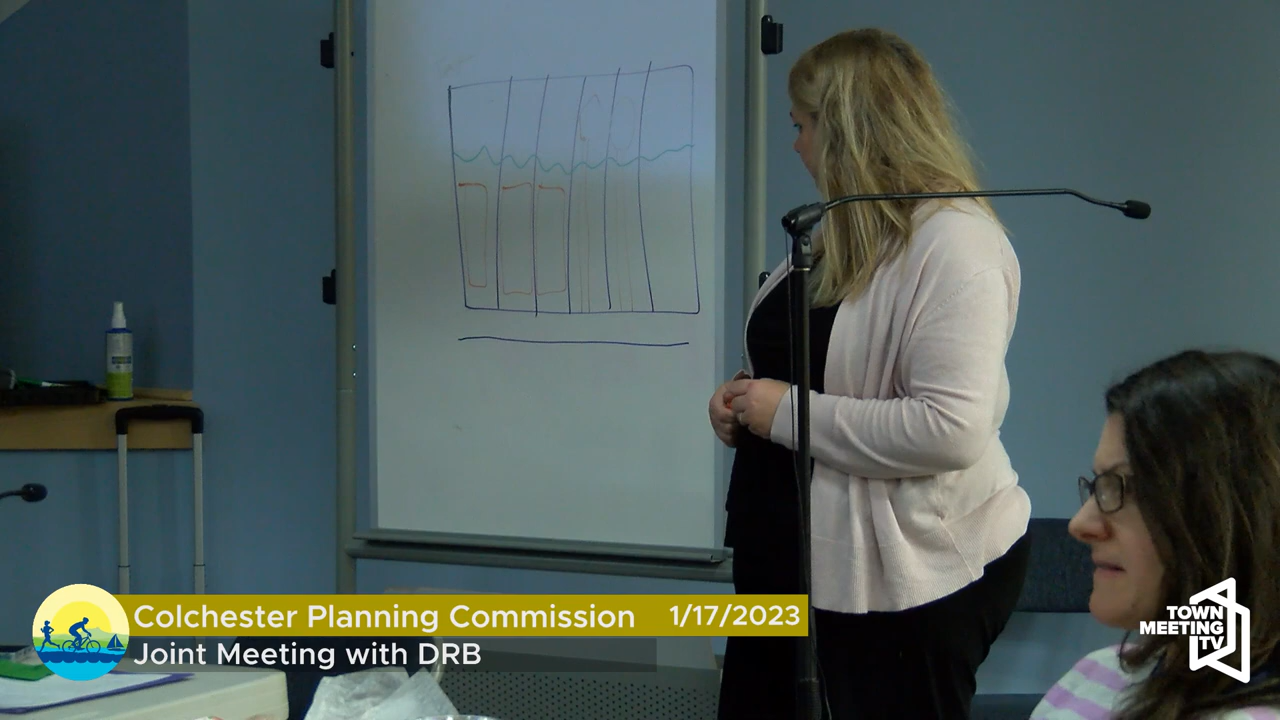 Colchester Planning Commission 1/17/2023
Joint Meeting with DRB
TOWN
MEETING
TV